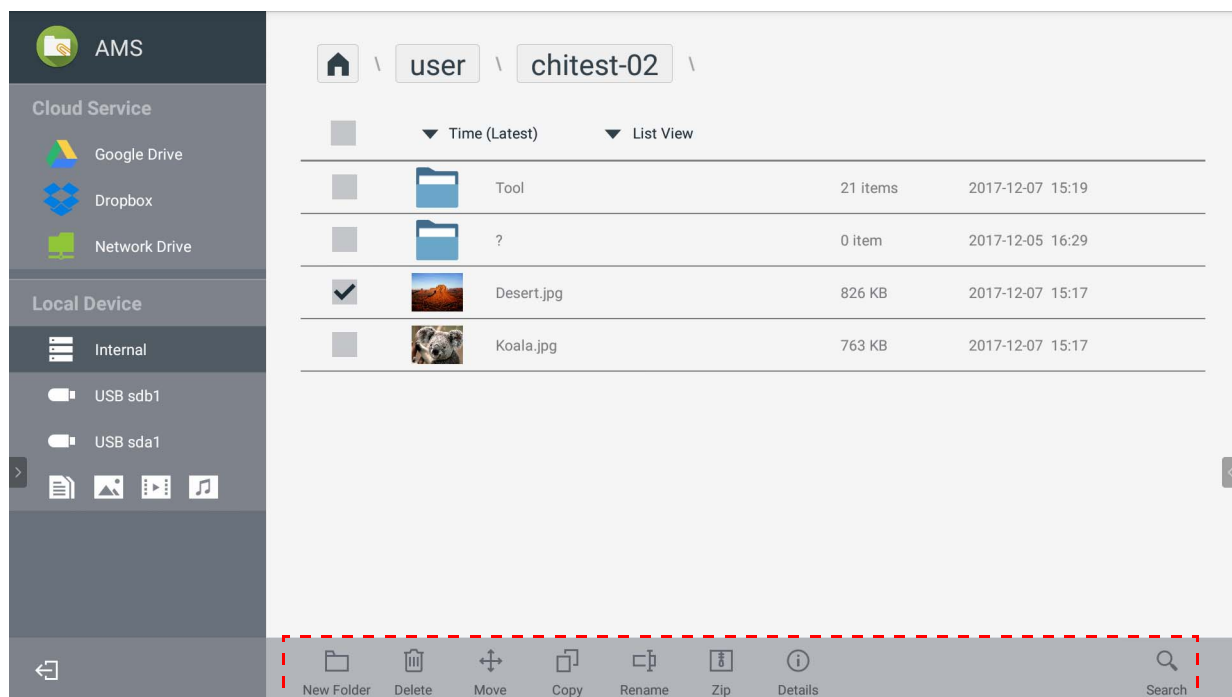 AMS
Cloud Service
Google Drive
Dropbox
Network Drive
Local Device
Internal
USB sdb1
USB sda1
\ user \ chitest-02 \
Time (Latest) List View
Tool 21 items 2017-12-07 15:19
? 0 item 2017-12-05 16:29
Desert.jpg 826 KB 2017-12-07 15:17
Koala.jpg 763 KB 2017-12-07 15:17
New Folder Delete Move Copy Rename Zip Details Search